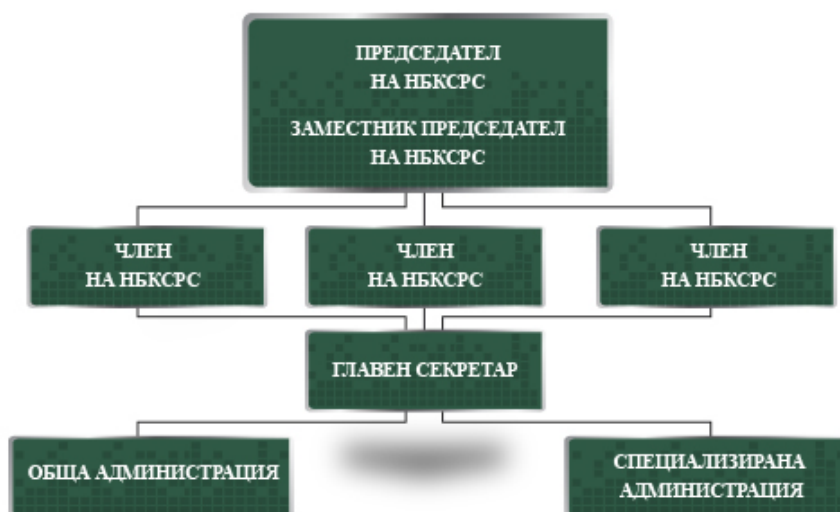 ПРЕДСЕДАТЕЛ
НА НБКСРС
ЗАМЕСТНИК ПРЕДСЕДАТЕЛ
НА НБКСРС
ЧЛЕН
НА НБКСРС
ЧЛЕН
НА НБКСРС
ЧЛЕН
НА НБКСРС
ГЛАВЕН СЕКРЕТАР
ОБЩА АДМИНИСТРАЦИЯ
СПЕЦИАЛИЗИРАНА
АДМИНИСТРАЦИЯ